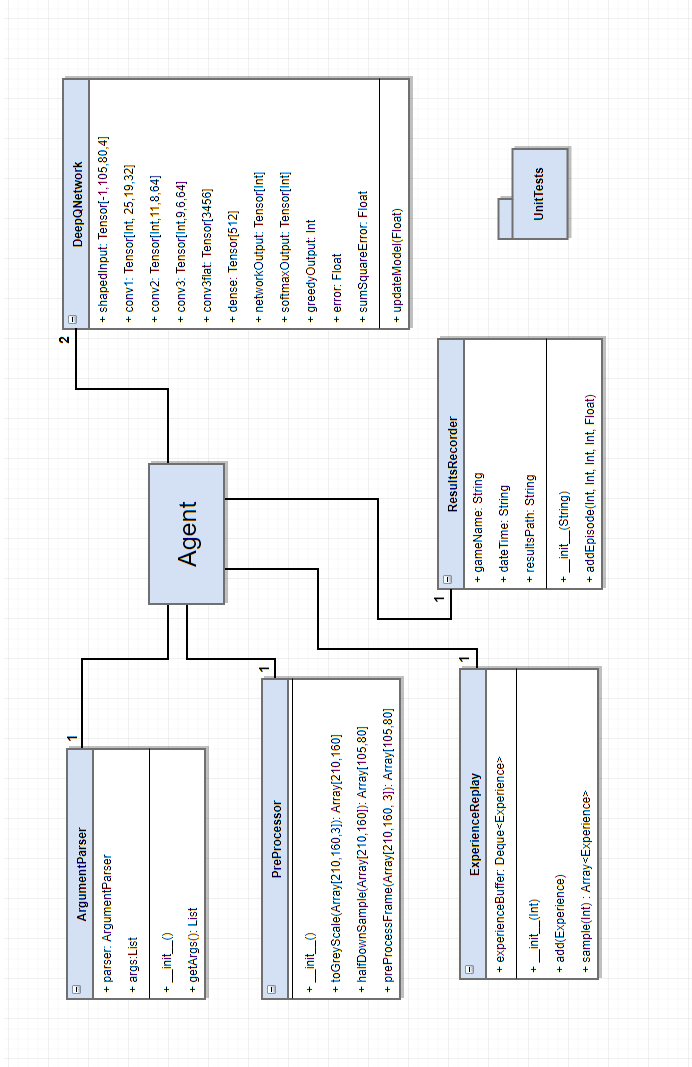 ArgumentParser
+ parser: ArgumentParser
+ args:List
+ __init__()
+ getArgs(): List
PreProcessor
+ __init__()
+ toGreyScale(Array[210,160,3]): Array[210,160]
+ halfDownSample(Array[210,160]): Array[105,80]
+ preProcessFrame(Array[210,160, 3]): Array[105,80]
ExperienceReplay
+ experienceBuffer: Deque<Experience>
+ __init__(Int)
+ add(Experience)
+ sample(Int) : Array<Experience>
1
1
1
Agent
1
ResultsRecorder
+ gameName: String
+ dateTime: String
+ resultsPath: String
+ __init__(String)
+ addEpisode(Int, Int, Int, Int, Float)
2
DeepQNetwork
+ shapedInput: Tensor[-1,105,80,4]
+ conv1: Tensor[Int, 25,19,32]
+ conv2: Tensor[Int,11,8,64]
+ conv3: Tensor[Int,9,6,64]
+ conv3flat: Tensor[3456]
+ dense: Tensor[512]
+ networkOutput: Tensor[Int]
+ softmaxOutput: Tensor[Int]
+ greedyOutput: Int
+ error: Float
+ sumSquareError: Float
+ updateModel(Float)
UnitTests